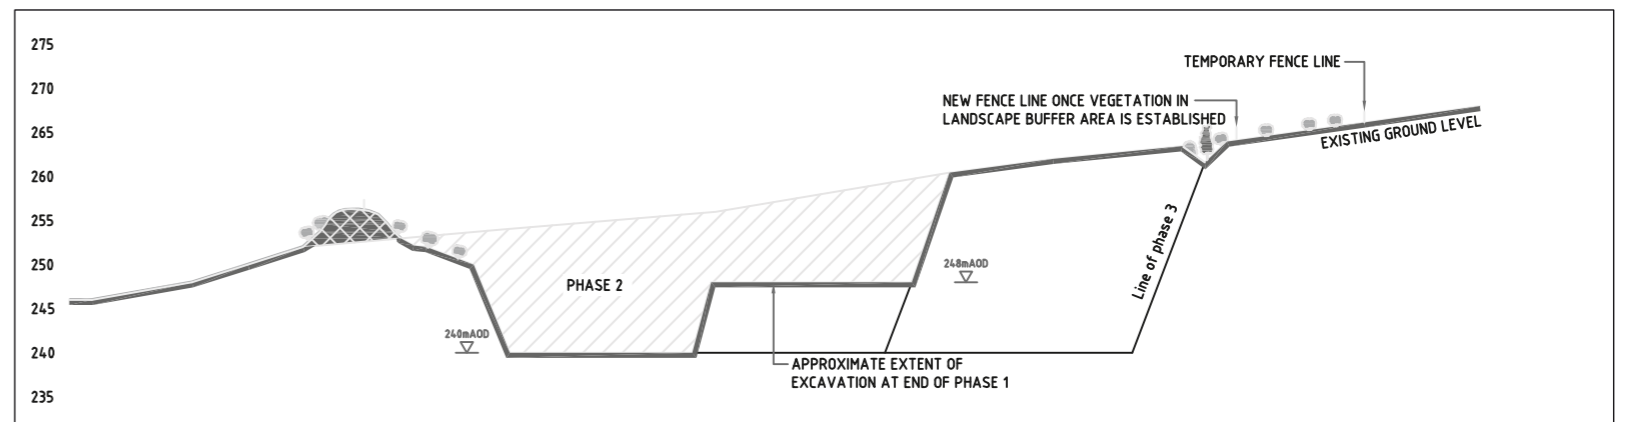 275
270
265
260
255
250
245
240
235
TEMPORARY FENCE LINE
NEW FENCE LINE ONCE VEGETATION IN
LANDSCAPE BUFFER AREA IS ESTABLISHED
EXISTING GROUND LEVEL
Line of phase 3
248mAOD
PHASE 2
240mAOD
APPROXIMATE EXTENT OF
EXCAVATION AT END OF PHASE 1